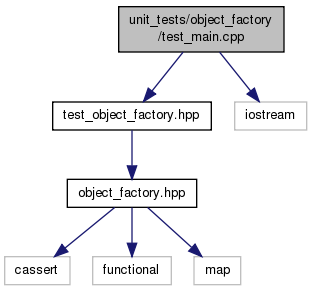 unit_tests/object_factory
/test_main.cpp
test_object_factory.hpp
iostream
object_factory.hpp
cassert
functional
map